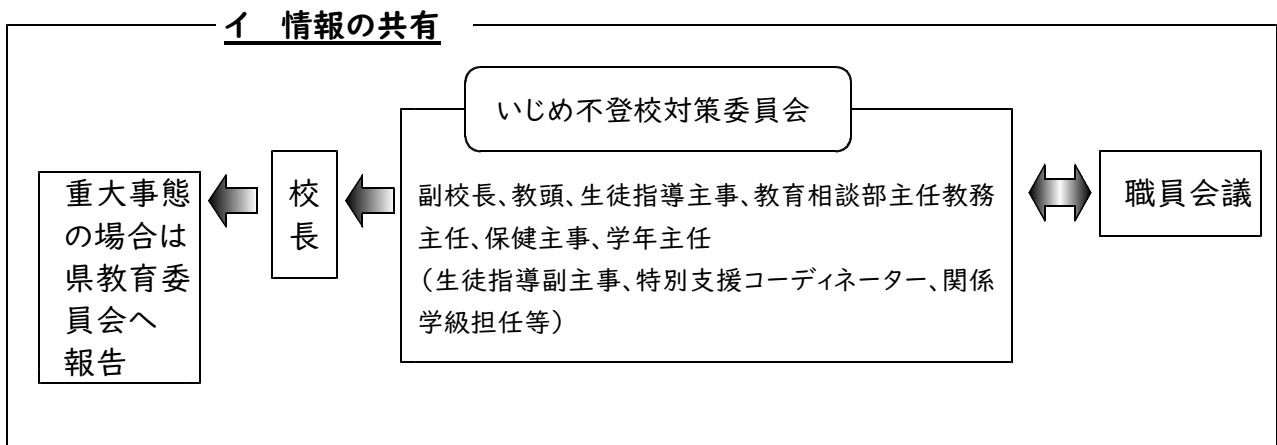 イ　情報の共有
いじめ不登校対策委員会
重大事態
の場合は
県教育委
員会へ
報告
校
長
副校長、教頭、生徒指導主事、教育相談部主任教務
主任、保健主事、学年主任
（生徒指導副主事、特別支援コーディネーター、関係
学級担任等）
職員会議